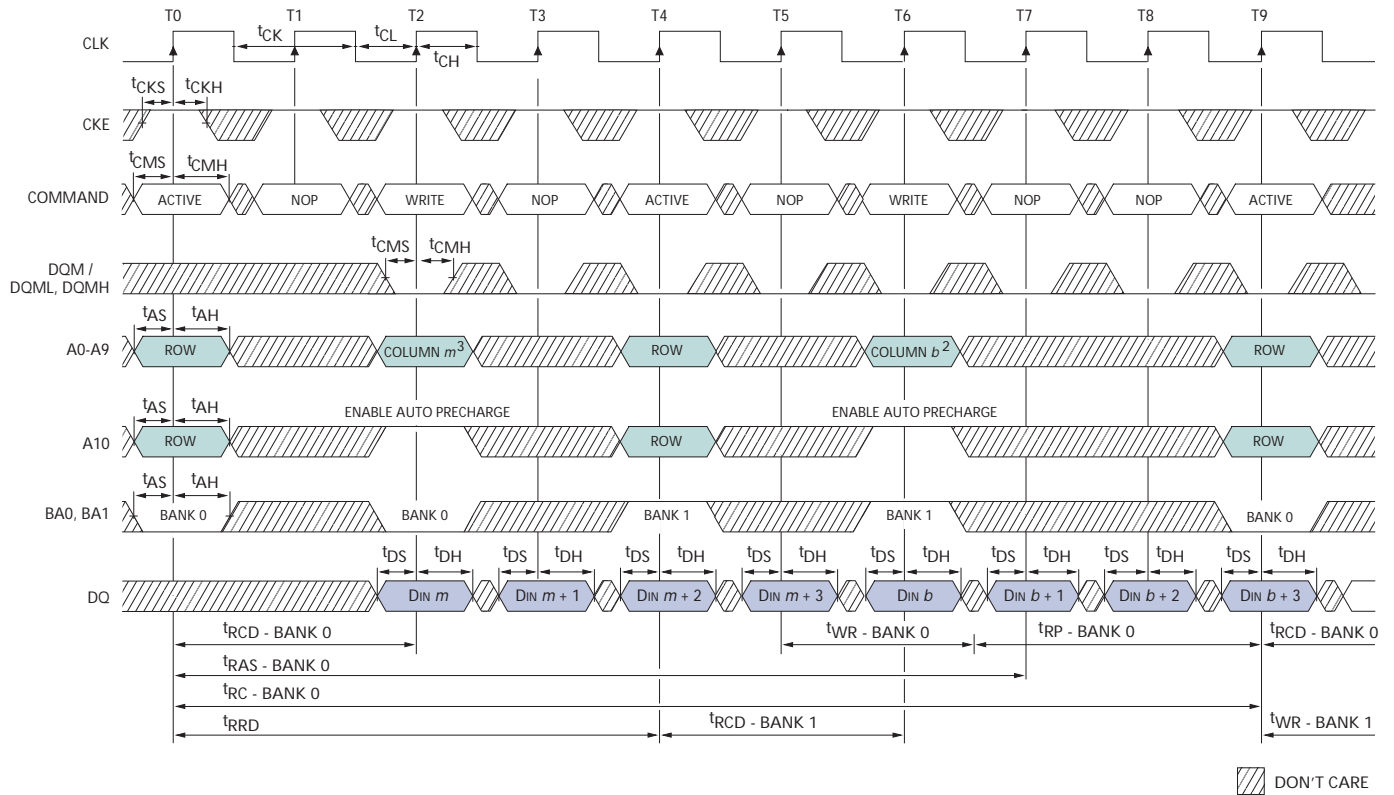 T0 T1 T2 T3 T4 T5 T6 T7 T8 T9
CLK tCK tCL tCH
tCKS tCKH
CKE
tCMS tCMH
COMMAND ACTIVE NOP WRITE NOP ACTIVE NOP WRITE NOP NOP ACTIVE
tCMS tCMH
DQM /
DQML, DQMH
tAS tAH
A0-A9 ROW COLUMN m3 ROW COLUMN b2 ROW
tAS tAH ENABLE AUTO PRECHARGE ENABLE AUTO PRECHARGE
A10 ROW ROW ROW
tAS tAH
BA0, BA1 BANK 0 BANK 0 BANK 1 BANK 1 BANK 0
tDS tDH tDS tDH tDS tDH tDS tDH tDS tDH tDS tDH tDS tDH tDS tDH
DQ DIN m DIN m + 1 DIN m + 2 DIN m + 3 DIN b DIN b + 1 DIN b + 2 DIN b + 3
tRCD - BANK 0 tWR - BANK 0 tRP - BANK 0 tRCD - BANK 0
tRAS - BANK 0
tRC - BANK 0
tRRD tRCD - BANK 1 tWR - BANK 1
DON'T CARE